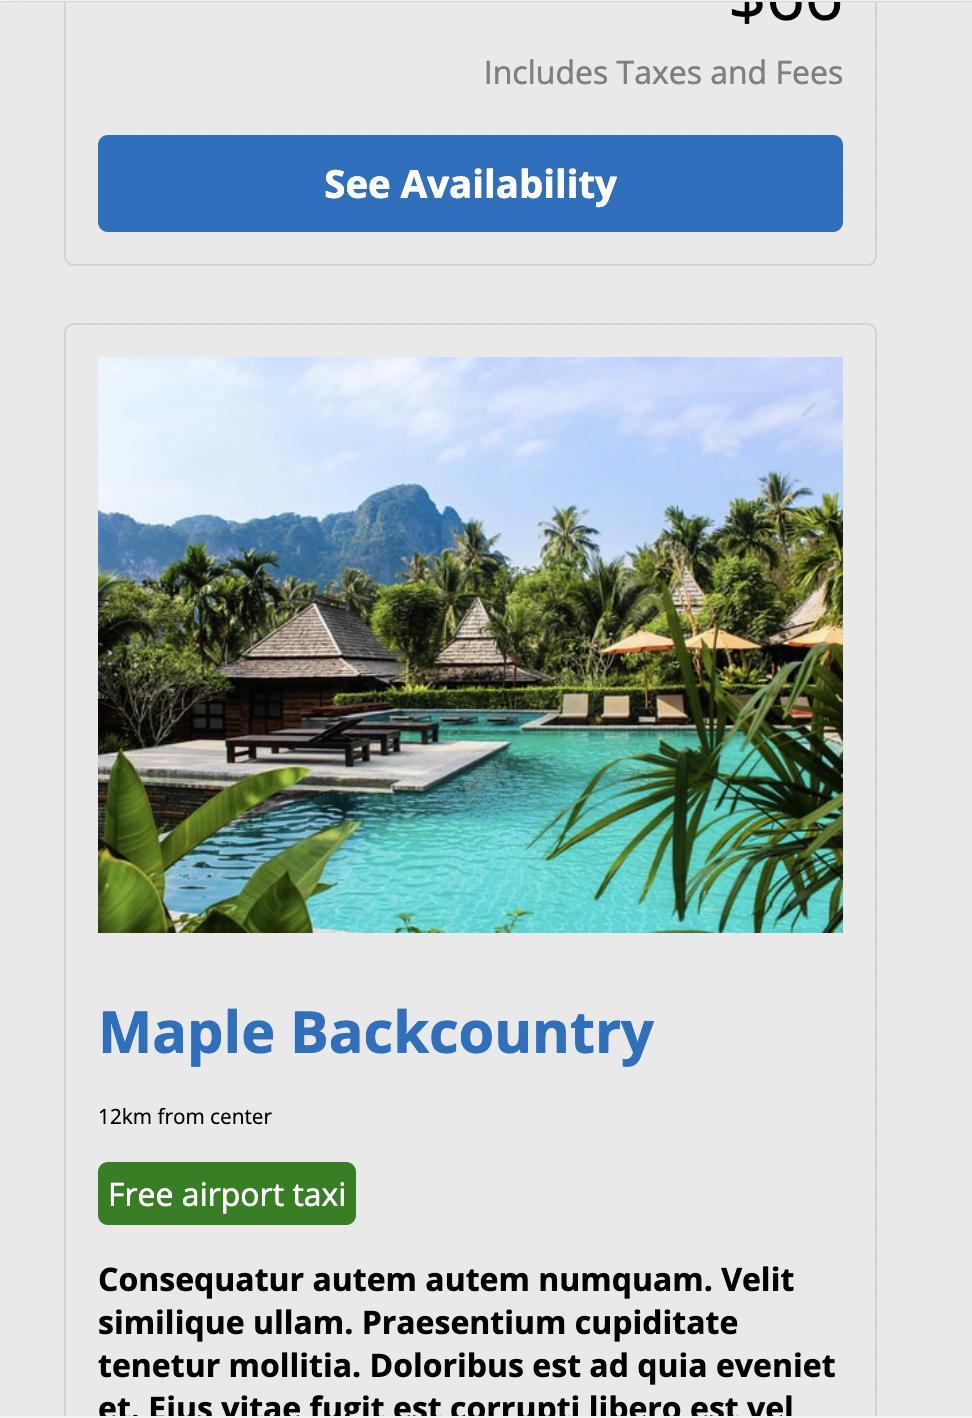 Includes Taxes and Fees
See Availability
Maple Backcountry
12km from center
Free airport taxi
Consequatur autem autem numquam. Velit
similique ullam. Praesentium cupiditate
tenetur mollitia. Doloribus est ad quia eveniet
et. Eius vitae fugit est corrupti libero est vel